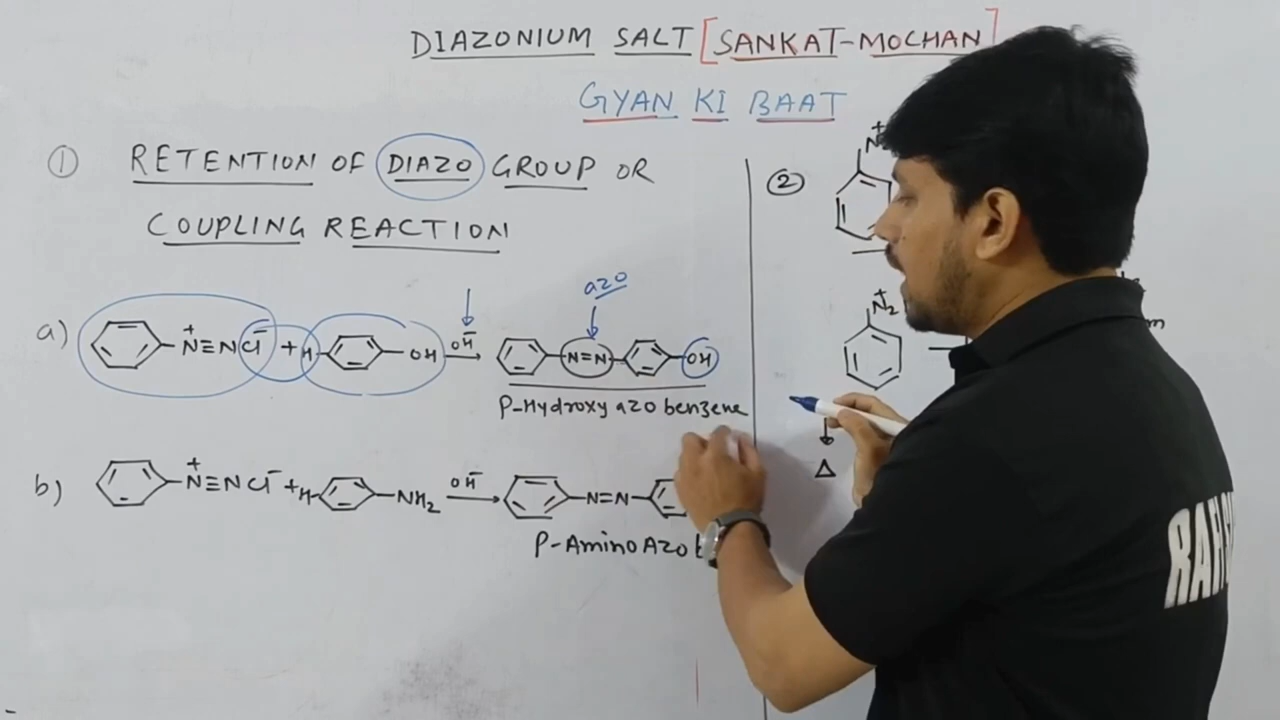 DIAZONIUM SALT [SANKAT-MOCHAN]
GYAN KI BAAT
① RETENTION OF DIAZO GROUP OR
COUPLING REACTION
azo
a) N⁺≡NCl⁻ + H OH OH⁻ → N=N OH
P-Hydroxy azo benzene
b) N⁺≡NCl⁻ + H NH₂ OH⁻ → N=N
P-Amino Azo
②
N⁺
N₂⁺
Δ